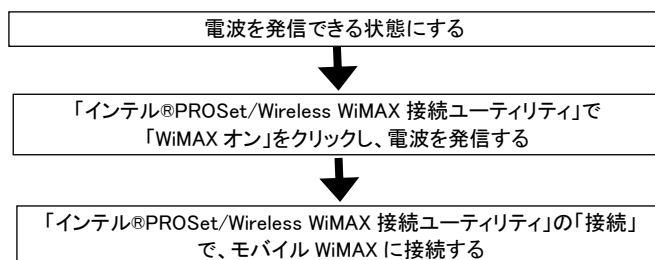 電波を発信できる状態にする
「インテル®PROSet/Wireless WiMAX 接続ユーティリティ」で
「WiMAX オン」をクリックし、電波を発信する
「インテル®PROSet/Wireless WiMAX 接続ユーティリティ」の「接続」
で、モバイル WiMAX に接続する